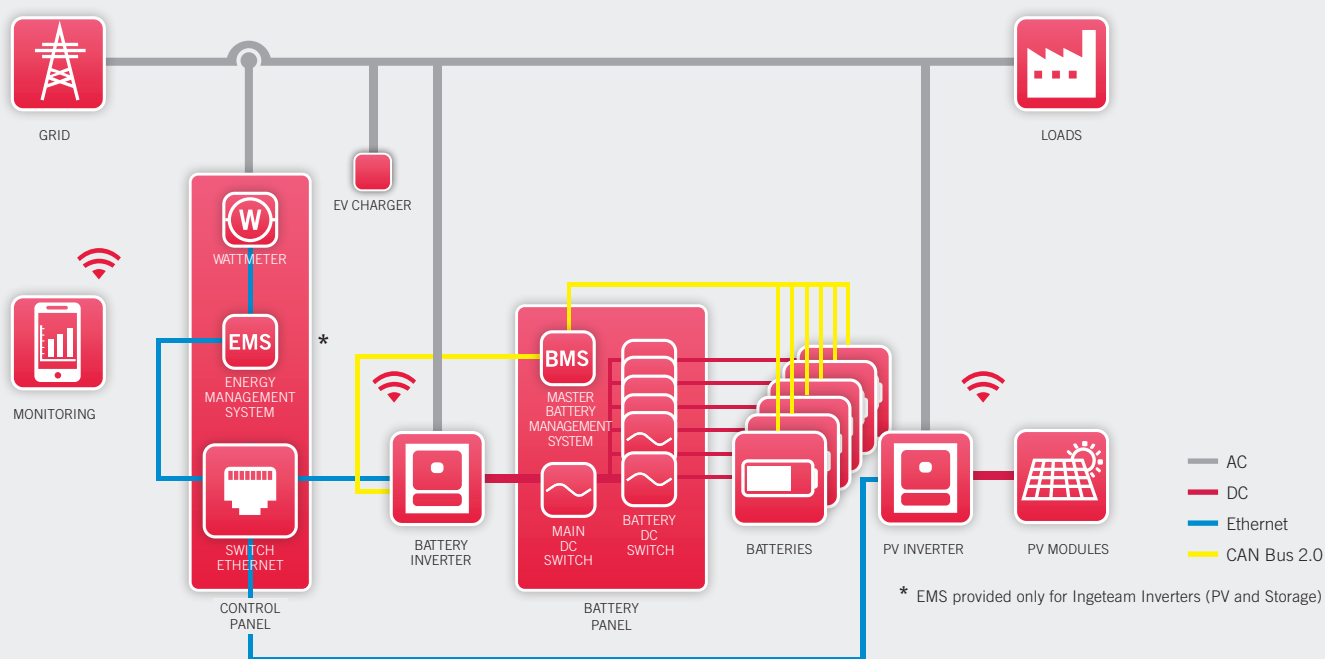 GRID
LOADS
EV CHARGER
W
WATTMETER
EMS
*
ENERGY
MANAGEMENT
SYSTEM
MONITORING
SWITCH
ETHERNET
CONTROL
PANEL
BATTERY
INVERTER
BMS
MASTER
BATTERY
MANAGEMENT
SYSTEM
MAIN
DC
SWITCH
BATTERY
DC
SWITCH
BATTERY
PANEL
BATTERIES
PV INVERTER
PV MODULES
AC
DC
Ethernet
CAN Bus 2.0
* EMS provided only for Ingeteam Inverters (PV and Storage)